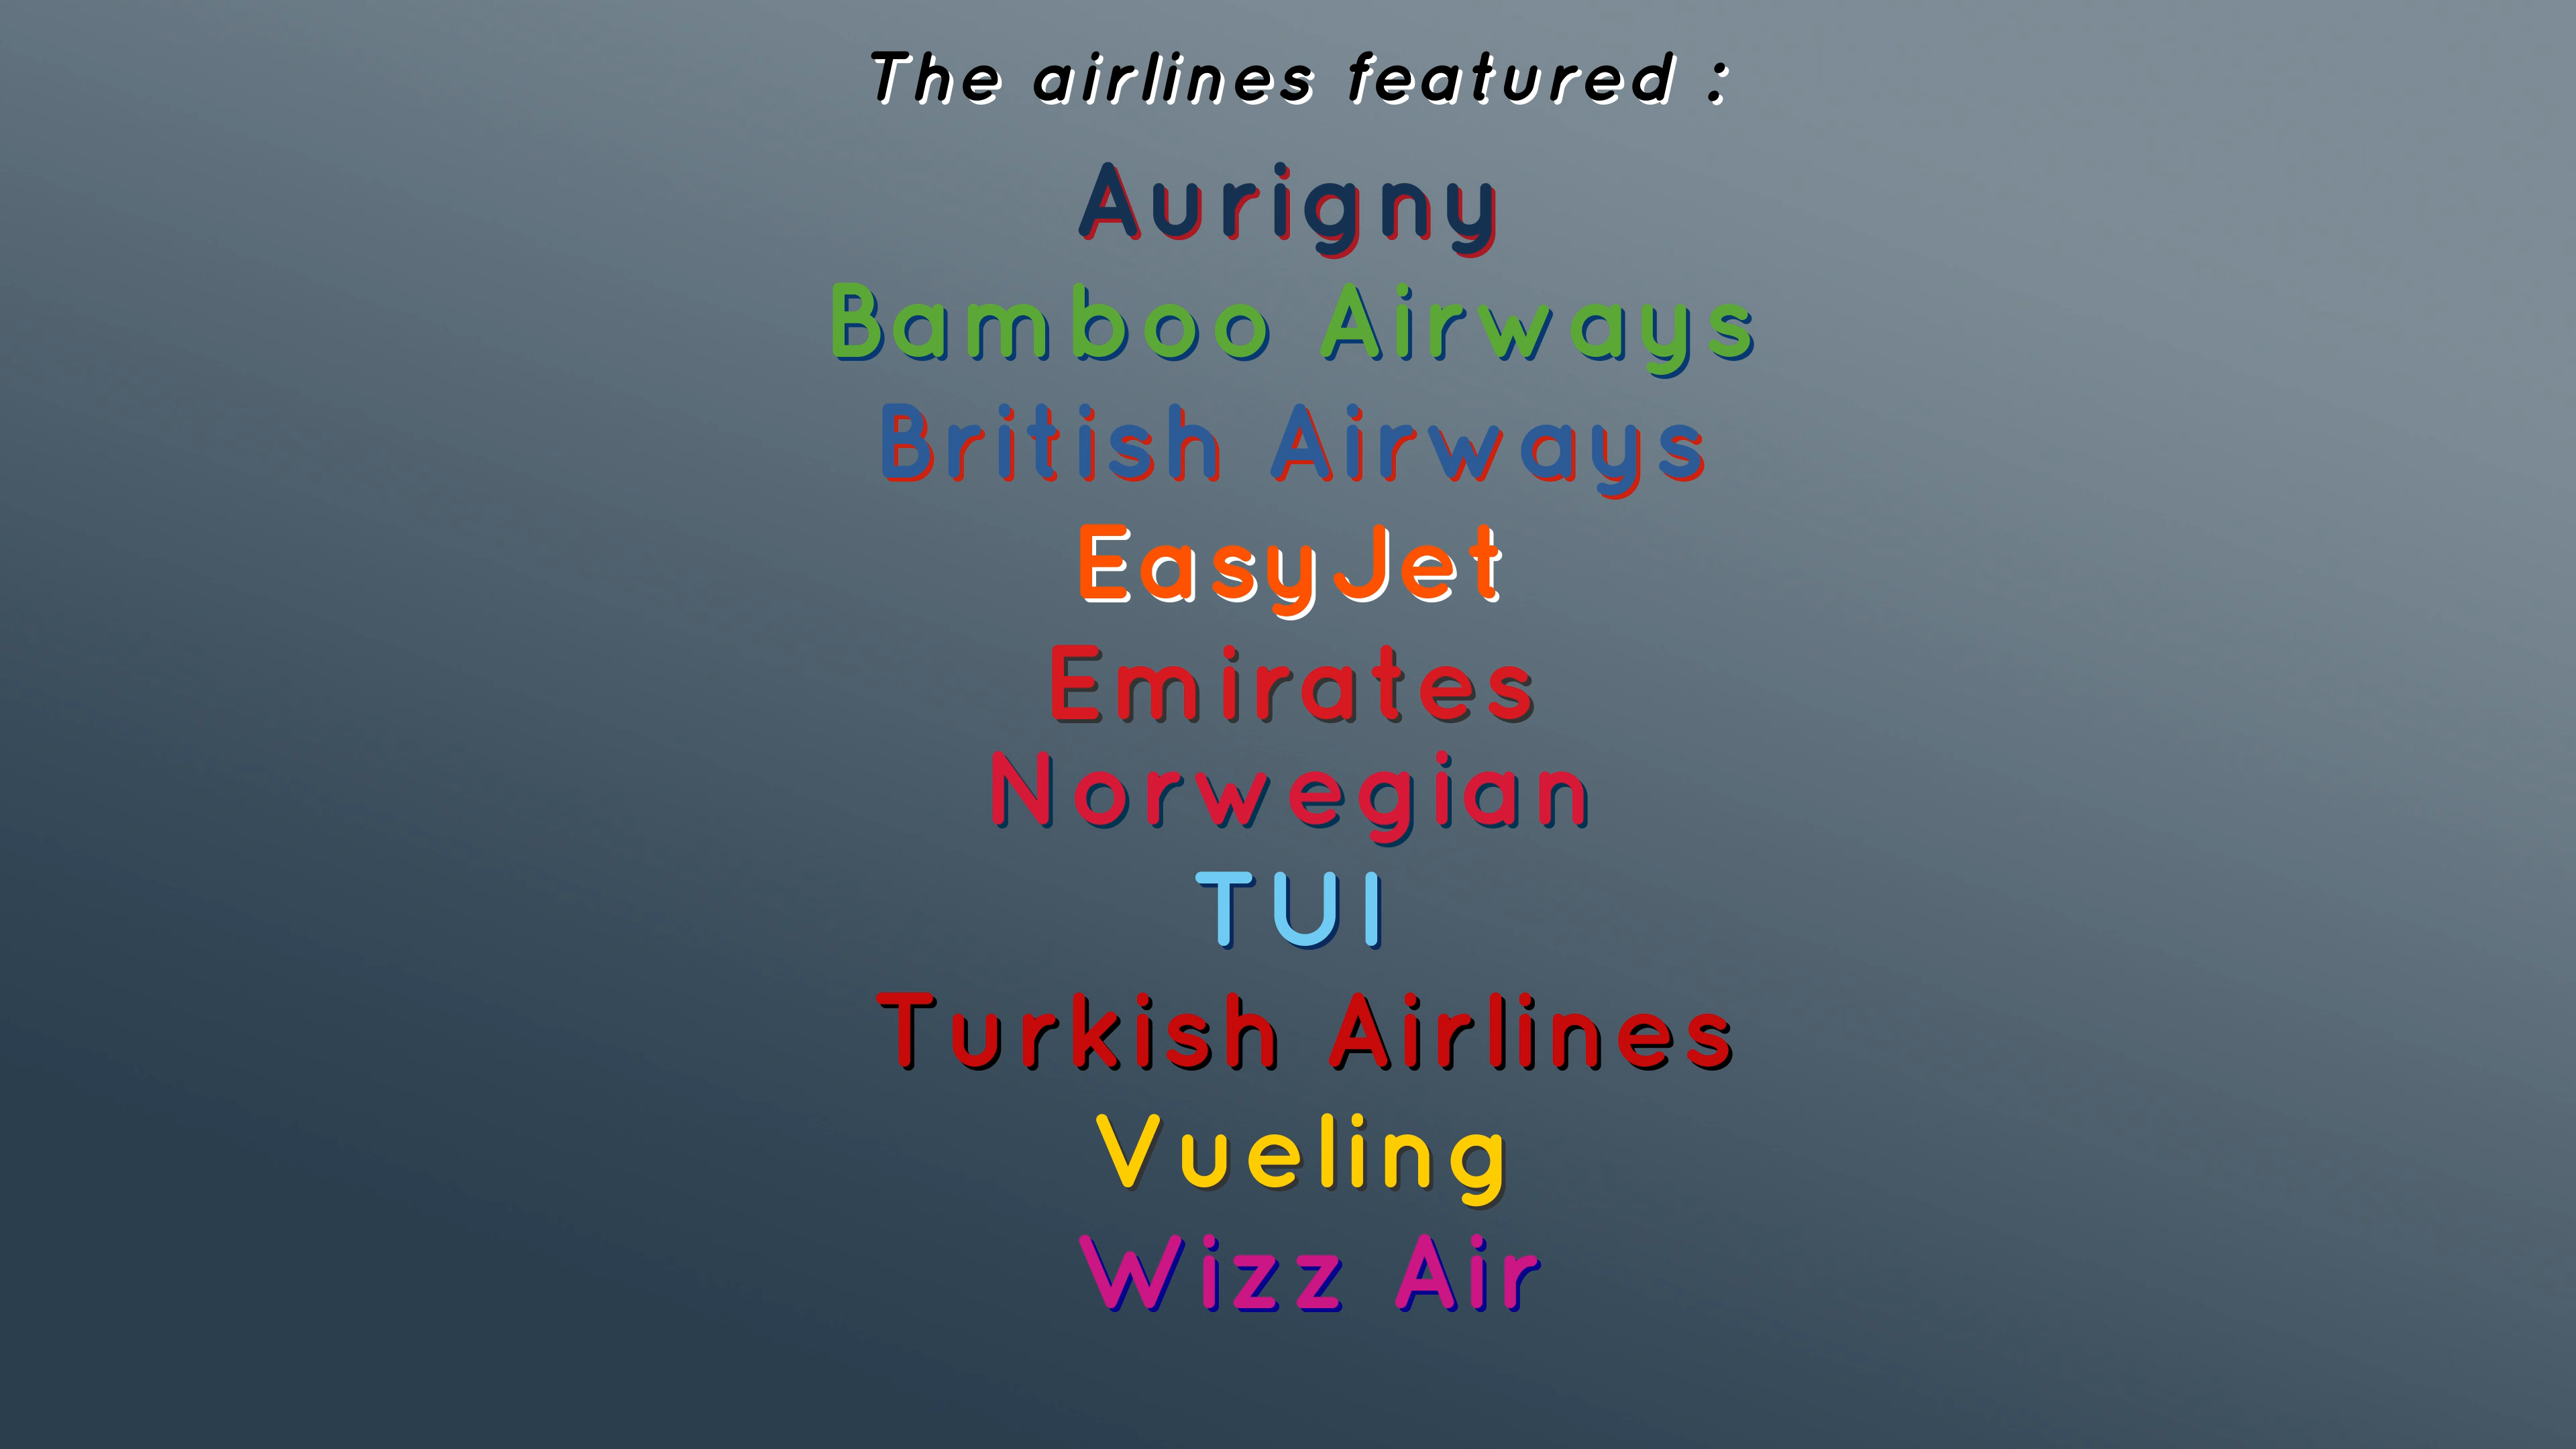 The airlines featured :
Aurigny
Bamboo Airways
British Airways
EasyJet
Emirates
Norwegian
TUI
Turkish Airlines
Vueling
Wizz Air